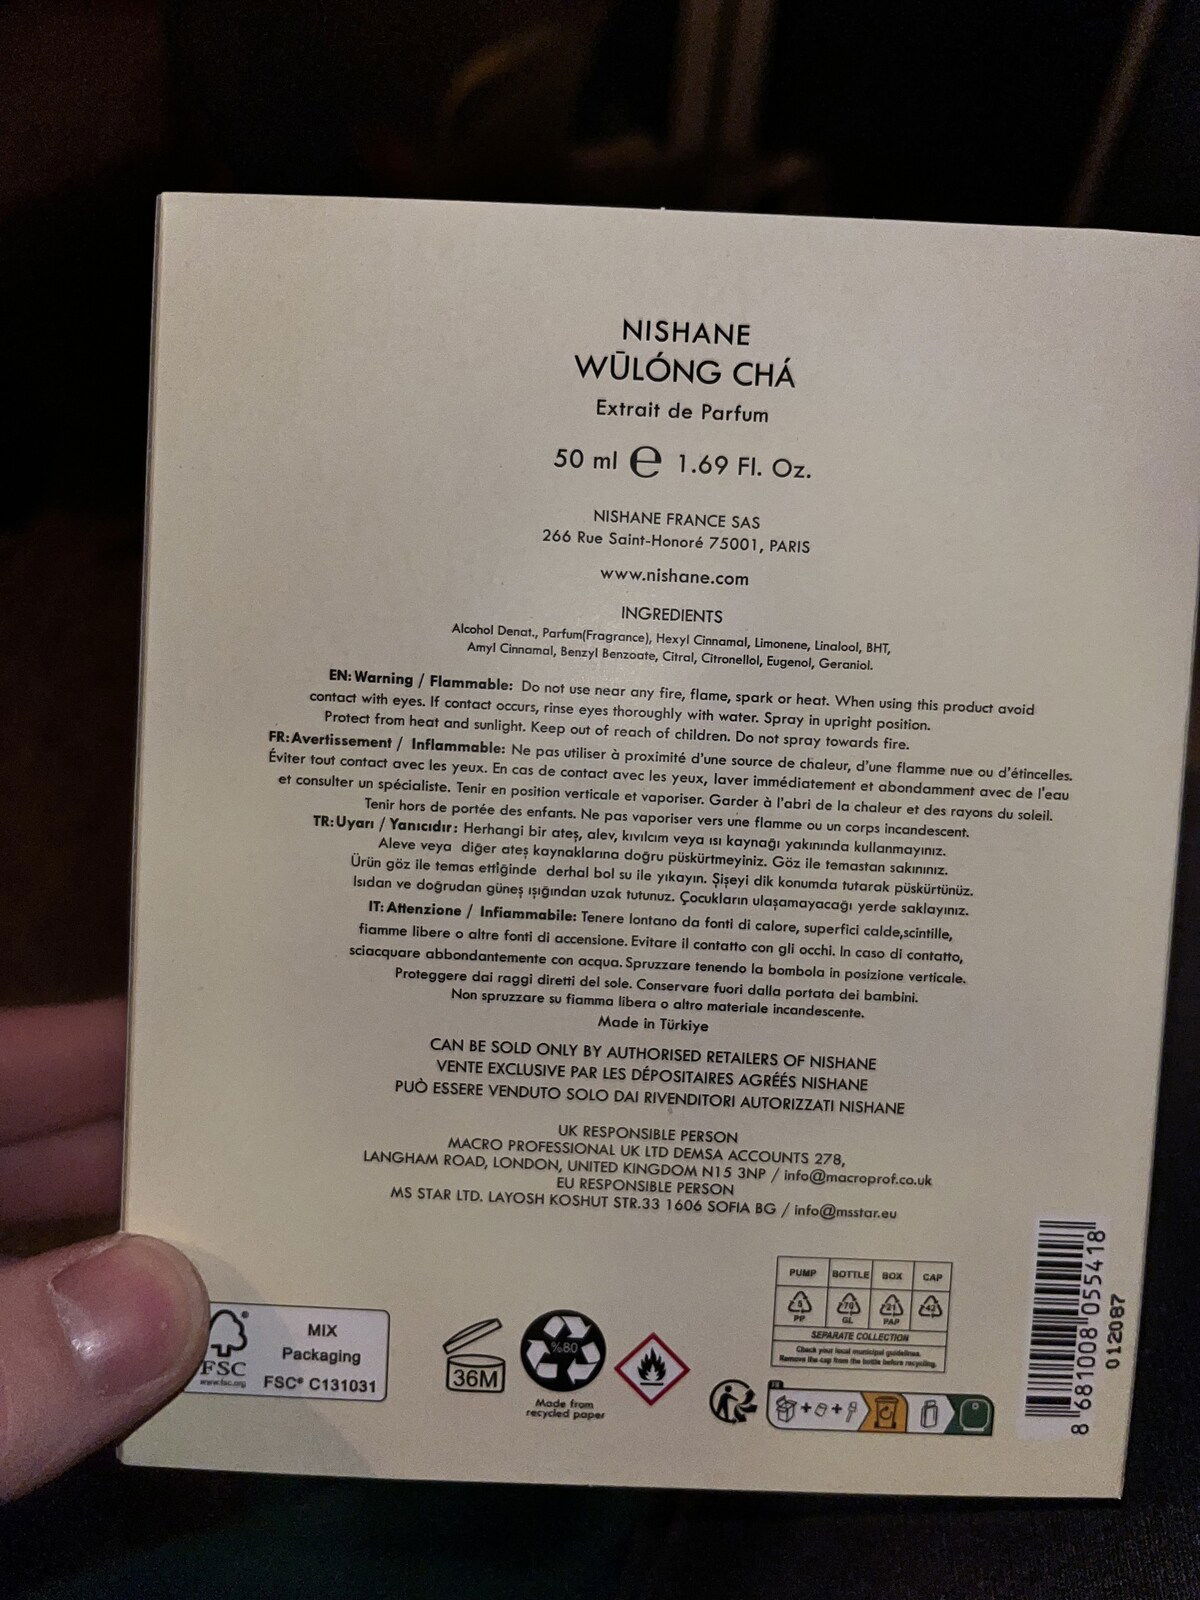 NISHANE
WŪLÓNG CHÁ
Extrait de Parfum
50 ml ℮ 1.69 Fl. Oz.
NISHANE FRANCE SAS
266 Rue Saint-Honoré 75001, PARIS
www.nishane.com
INGREDIENTS
Alcohol Denat., Parfum(Fragrance), Hexyl Cinnamal, Limonene, Linalool, BHT,
Amyl Cinnamal, Benzyl Benzoate, Citral, Citronellol, Eugenol, Geraniol.
EN: Warning / Flammable: Do not use near any fire, flame, spark or heat. When using this product avoid
contact with eyes. If contact occurs, rinse eyes thoroughly with water. Spray in upright position.
Protect from heat and sunlight. Keep out of reach of children. Do not spray towards fire.
FR: Avertissement / Inflammable: Ne pas utiliser à proximité d'une source de chaleur, d'une flamme nue ou d'étincelles.
Éviter tout contact avec les yeux. En cas de contact avec les yeux, laver immédiatement et abondamment avec de l'eau
et consulter un spécialiste. Tenir en position verticale et vaporiser. Garder à l'abri de la chaleur et des rayons du soleil.
Tenir hors de portée des enfants. Ne pas vaporiser vers une flamme ou un corps incandescent.
TR: Uyarı / Yanıcıdır: Herhangi bir ateş, alev, kıvılcım veya ısı kaynağı yakınında kullanmayınız.
Aleve veya diğer ateş kaynaklarına doğru püskürtmeyiniz. Göz ile temastan sakınınız.
Ürün göz ile temas ettiğinde derhal bol su ile yıkayın. Şişeyi dik konumda tutarak püskürtünüz.
Isıdan ve doğrudan güneş ışığından uzak tutunuz. Çocukların ulaşamayacağı yerde saklayınız.
IT: Attenzione / Infiammabile: Tenere lontano da fonti di calore, superfici calde,scintille,
fiamme libere o altre fonti di accensione. Evitare il contatto con gli occhi. In caso di contatto,
sciacquare abbondantemente con acqua. Spruzzare tenendo la bombola in posizione verticale.
Proteggere dai raggi diretti del sole. Conservare fuori dalla portata dei bambini.
Non spruzzare su fiamma libera o altro materiale incandescente.
Made in Türkiye
CAN BE SOLD ONLY BY AUTHORISED RETAILERS OF NISHANE
VENTE EXCLUSIVE PAR LES DÉPOSITAIRES AGRÉÉS NISHANE
PUÒ ESSERE VENDUTO SOLO DAI RIVENDITORI AUTORIZZATI NISHANE
UK RESPONSIBLE PERSON
MACRO PROFESSIONAL UK LTD DEMSA ACCOUNTS 278,
LANGHAM ROAD, LONDON, UNITED KINGDOM N15 3NP / info@macroprof.co.uk
EU RESPONSIBLE PERSON
MS STAR LTD. LAYOSH KOSHUT STR.33 1606 SOFIA BG / info@msstar.eu
FSC®
www.fsc.org
MIX
Packaging
FSC® C131031
36M
%80
Made from
recycled paper
PUMP BOTTLE BOX CAP
5 70 21 42
PP GL PAP
SEPARATE COLLECTION
Check your local municipal guidelines.
Remove the cap from the bottle before recycling.
FR
8 681008 055418
012087